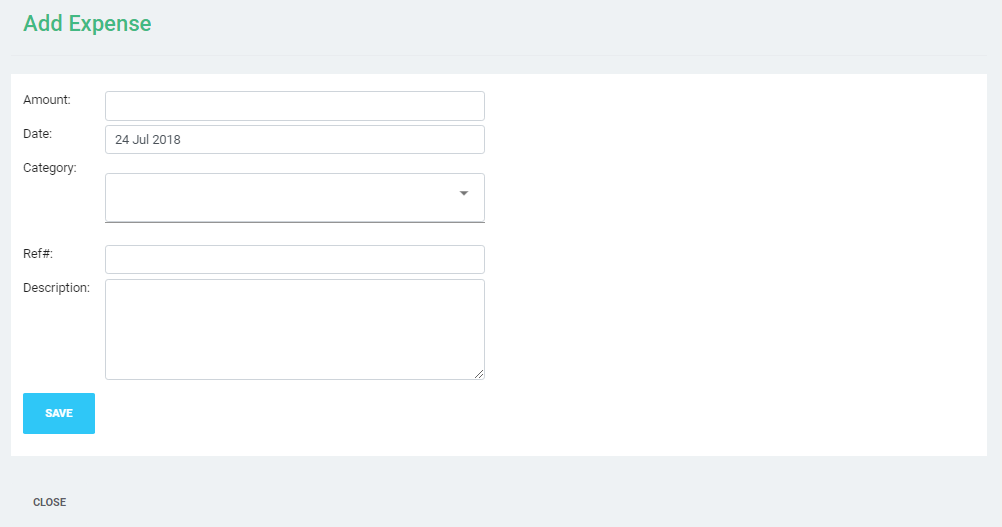 Add Expense
Amount:
Date: 24 Jul 2018
Category:
Ref#:
Description:
SAVE
CLOSE